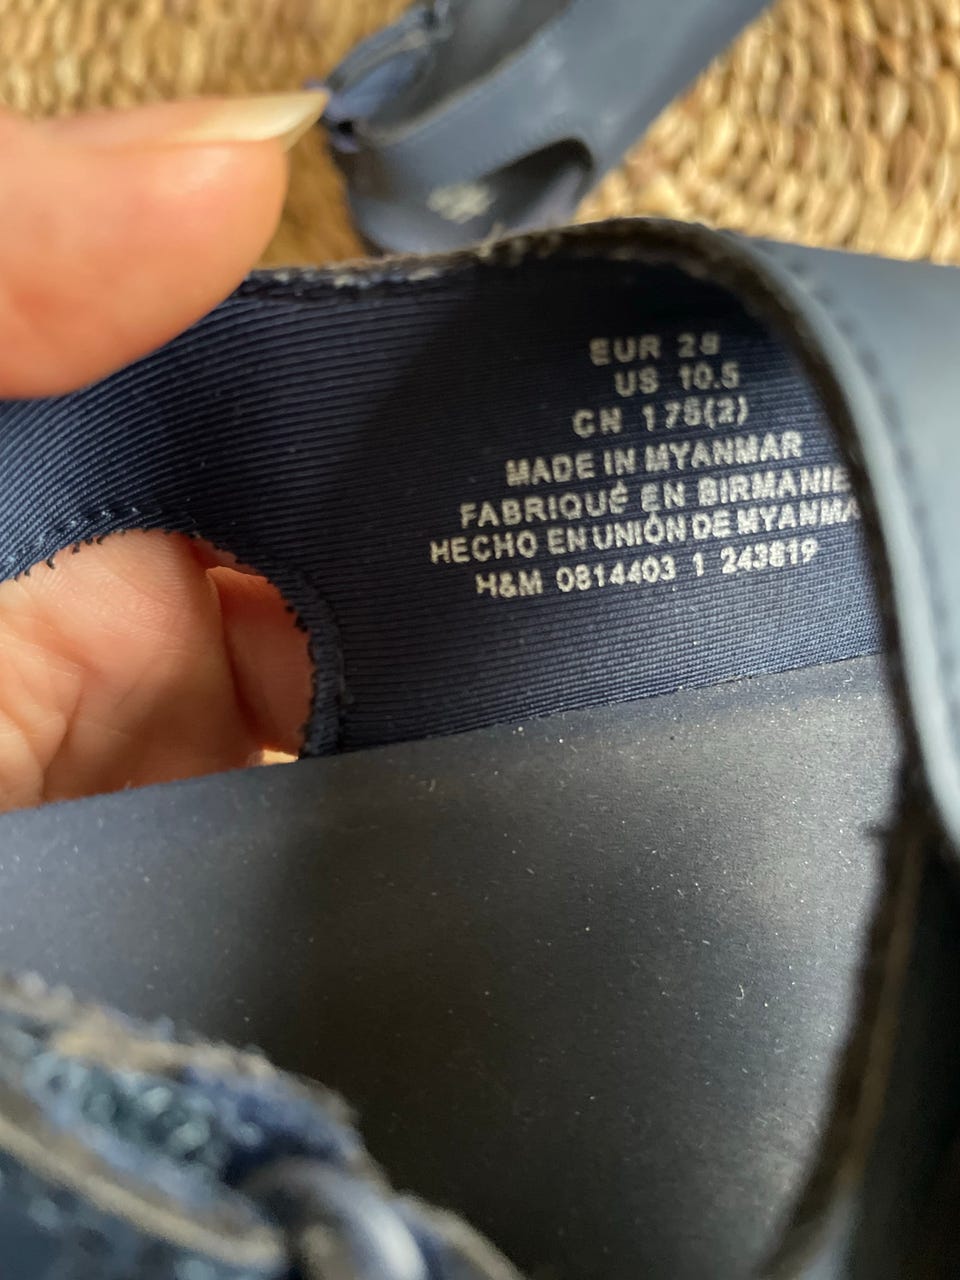 EUR 28
US 10.5
CN 175(2)
MADE IN MYANMAR
FABRIQUÉ EN BIRMANIE
HECHO EN UNIÓN DE MYANMA
H&M 0814403 1 243819